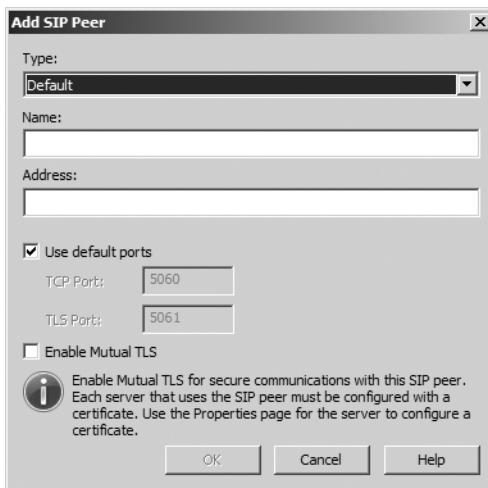 Add SIP Peer
Type:
Default
Name:
Address:
Use default ports
TCP Port: 5060
TLS Port: 5061
Enable Mutual TLS
Enable Mutual TLS for secure communications with this SIP peer.
Each server that uses the SIP peer must be configured with a
certificate. Use the Properties page for the server to configure a
certificate.
OK Cancel Help